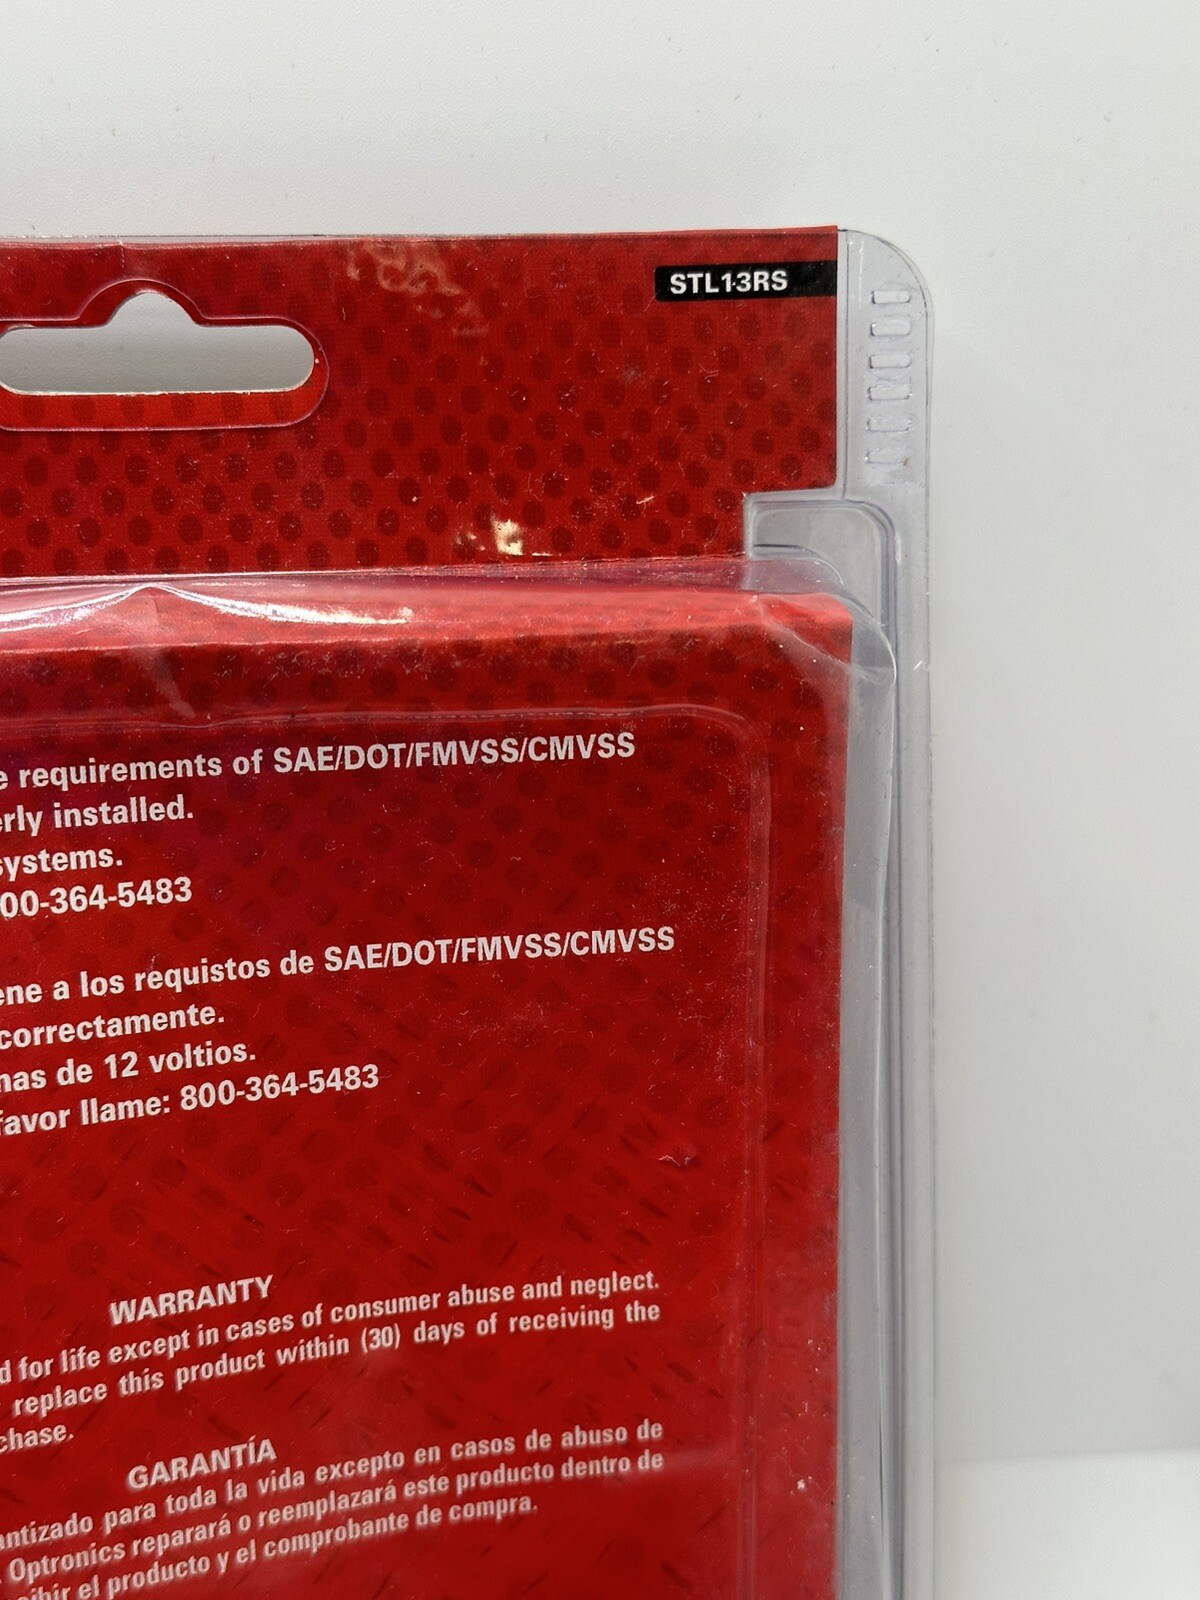 STL13RS
e requirements of SAE/DOT/FMVSS/CMVSS
erly installed.
systems.
00-364-5483
ene a los requistos de SAE/DOT/FMVSS/CMVSS
correctamente.
mas de 12 voltios.
favor llame: 800-364-5483
WARRANTY
d for life except in cases of consumer abuse and neglect.
replace this product within (30) days of receiving the
chase.
GARANTÍA
antizado para toda la vida excepto en casos de abuso de
. Optronics reparará o reemplazará este producto dentro de
cibir el producto y el comprobante de compra.